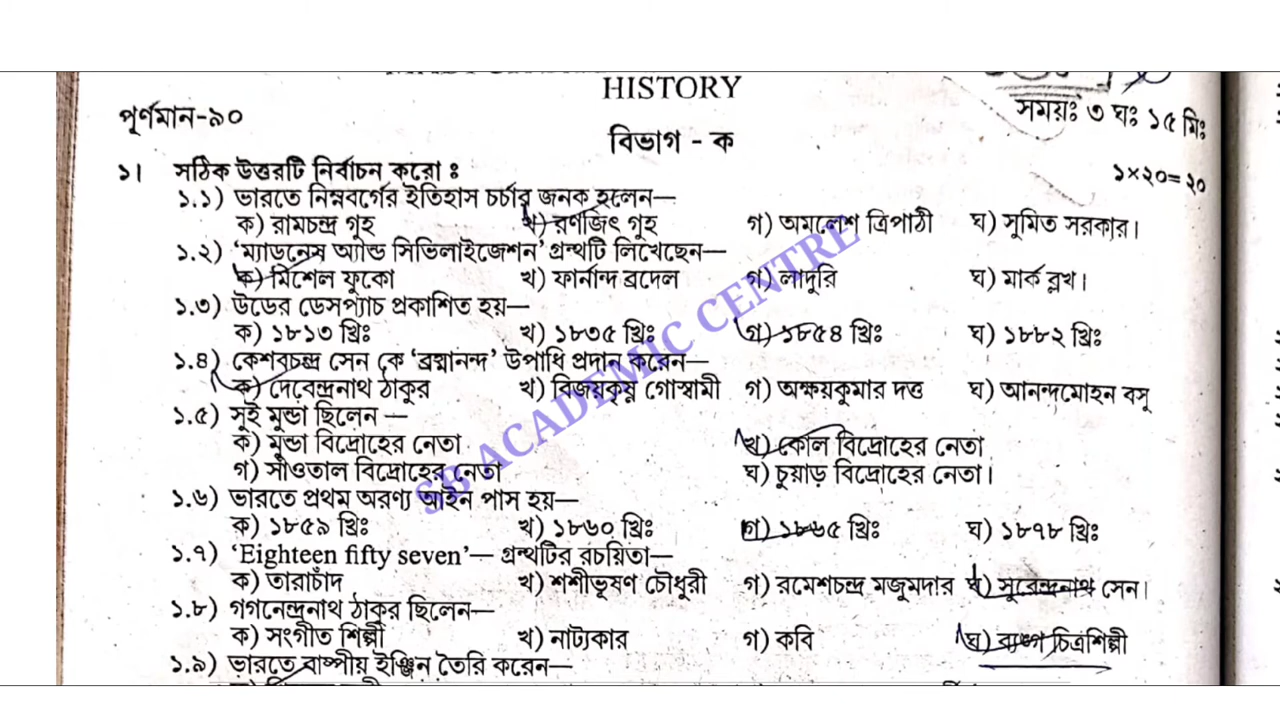 HISTORY
পূর্ণমান-৯০
সময়ঃ ৩ ঘঃ ১৫ মিঃ
বিভাগ - ক
১। সঠিক উত্তরটি নির্বাচন করো ঃ ১×২০=২০
১.১) ভারতে নিম্নবর্গের ইতিহাস চর্চার জনক হলেন—
ক) রামচন্দ্র গুহ খ) রণজিৎ গুহ গ) অমলেশ ত্রিপাঠী ঘ) সুমিত সরকার।
১.২) ‘ম্যাডনেস অ্যান্ড সিভিলাইজেশন’ গ্রন্থটি লিখেছেন—
ক) মিশেল ফুকো খ) ফার্নান্দ ব্রদেল গ) লাদুরি ঘ) মার্ক ব্লখ।
১.৩) উডের ডেসপ্যাচ প্রকাশিত হয়—
ক) ১৮১৩ খ্রিঃ খ) ১৮৩৫ খ্রিঃ গ) ১৮৫৪ খ্রিঃ ঘ) ১৮৮২ খ্রিঃ
১.৪) কেশবচন্দ্র সেন কে ‘ব্রহ্মানন্দ’ উপাধি প্রদান করেন—
ক) দেবেন্দ্রনাথ ঠাকুর খ) বিজয়কৃষ্ণ গোস্বামী গ) অক্ষয়কুমার দত্ত ঘ) আনন্দমোহন বসু
১.৫) সুই মুন্ডা ছিলেন —
ক) মুন্ডা বিদ্রোহের নেতা খ) কোল বিদ্রোহের নেতা
গ) সাঁওতাল বিদ্রোহের নেতা ঘ) চুয়াড় বিদ্রোহের নেতা।
১.৬) ভারতে প্রথম অরণ্য আইন পাস হয়—
ক) ১৮৫৯ খ্রিঃ খ) ১৮৬০ খ্রিঃ গ) ১৮৬৫ খ্রিঃ ঘ) ১৮৭৮ খ্রিঃ
১.৭) ‘Eighteen fifty seven’— গ্রন্থটির রচয়িতা—
ক) তারাচাঁদ খ) শশীভূষণ চৌধুরী গ) রমেশচন্দ্র মজুমদার ঘ) সুরেন্দ্রনাথ সেন।
১.৮) গগনেন্দ্রনাথ ঠাকুর ছিলেন—
ক) সংগীত শিল্পী খ) নাট্যকার গ) কবি ঘ) ব্যঙ্গ চিত্রশিল্পী
১.৯) ভারতে বাষ্পীয় ইঞ্জিন তৈরি করেন—
SB ACADEMIC CENTRE